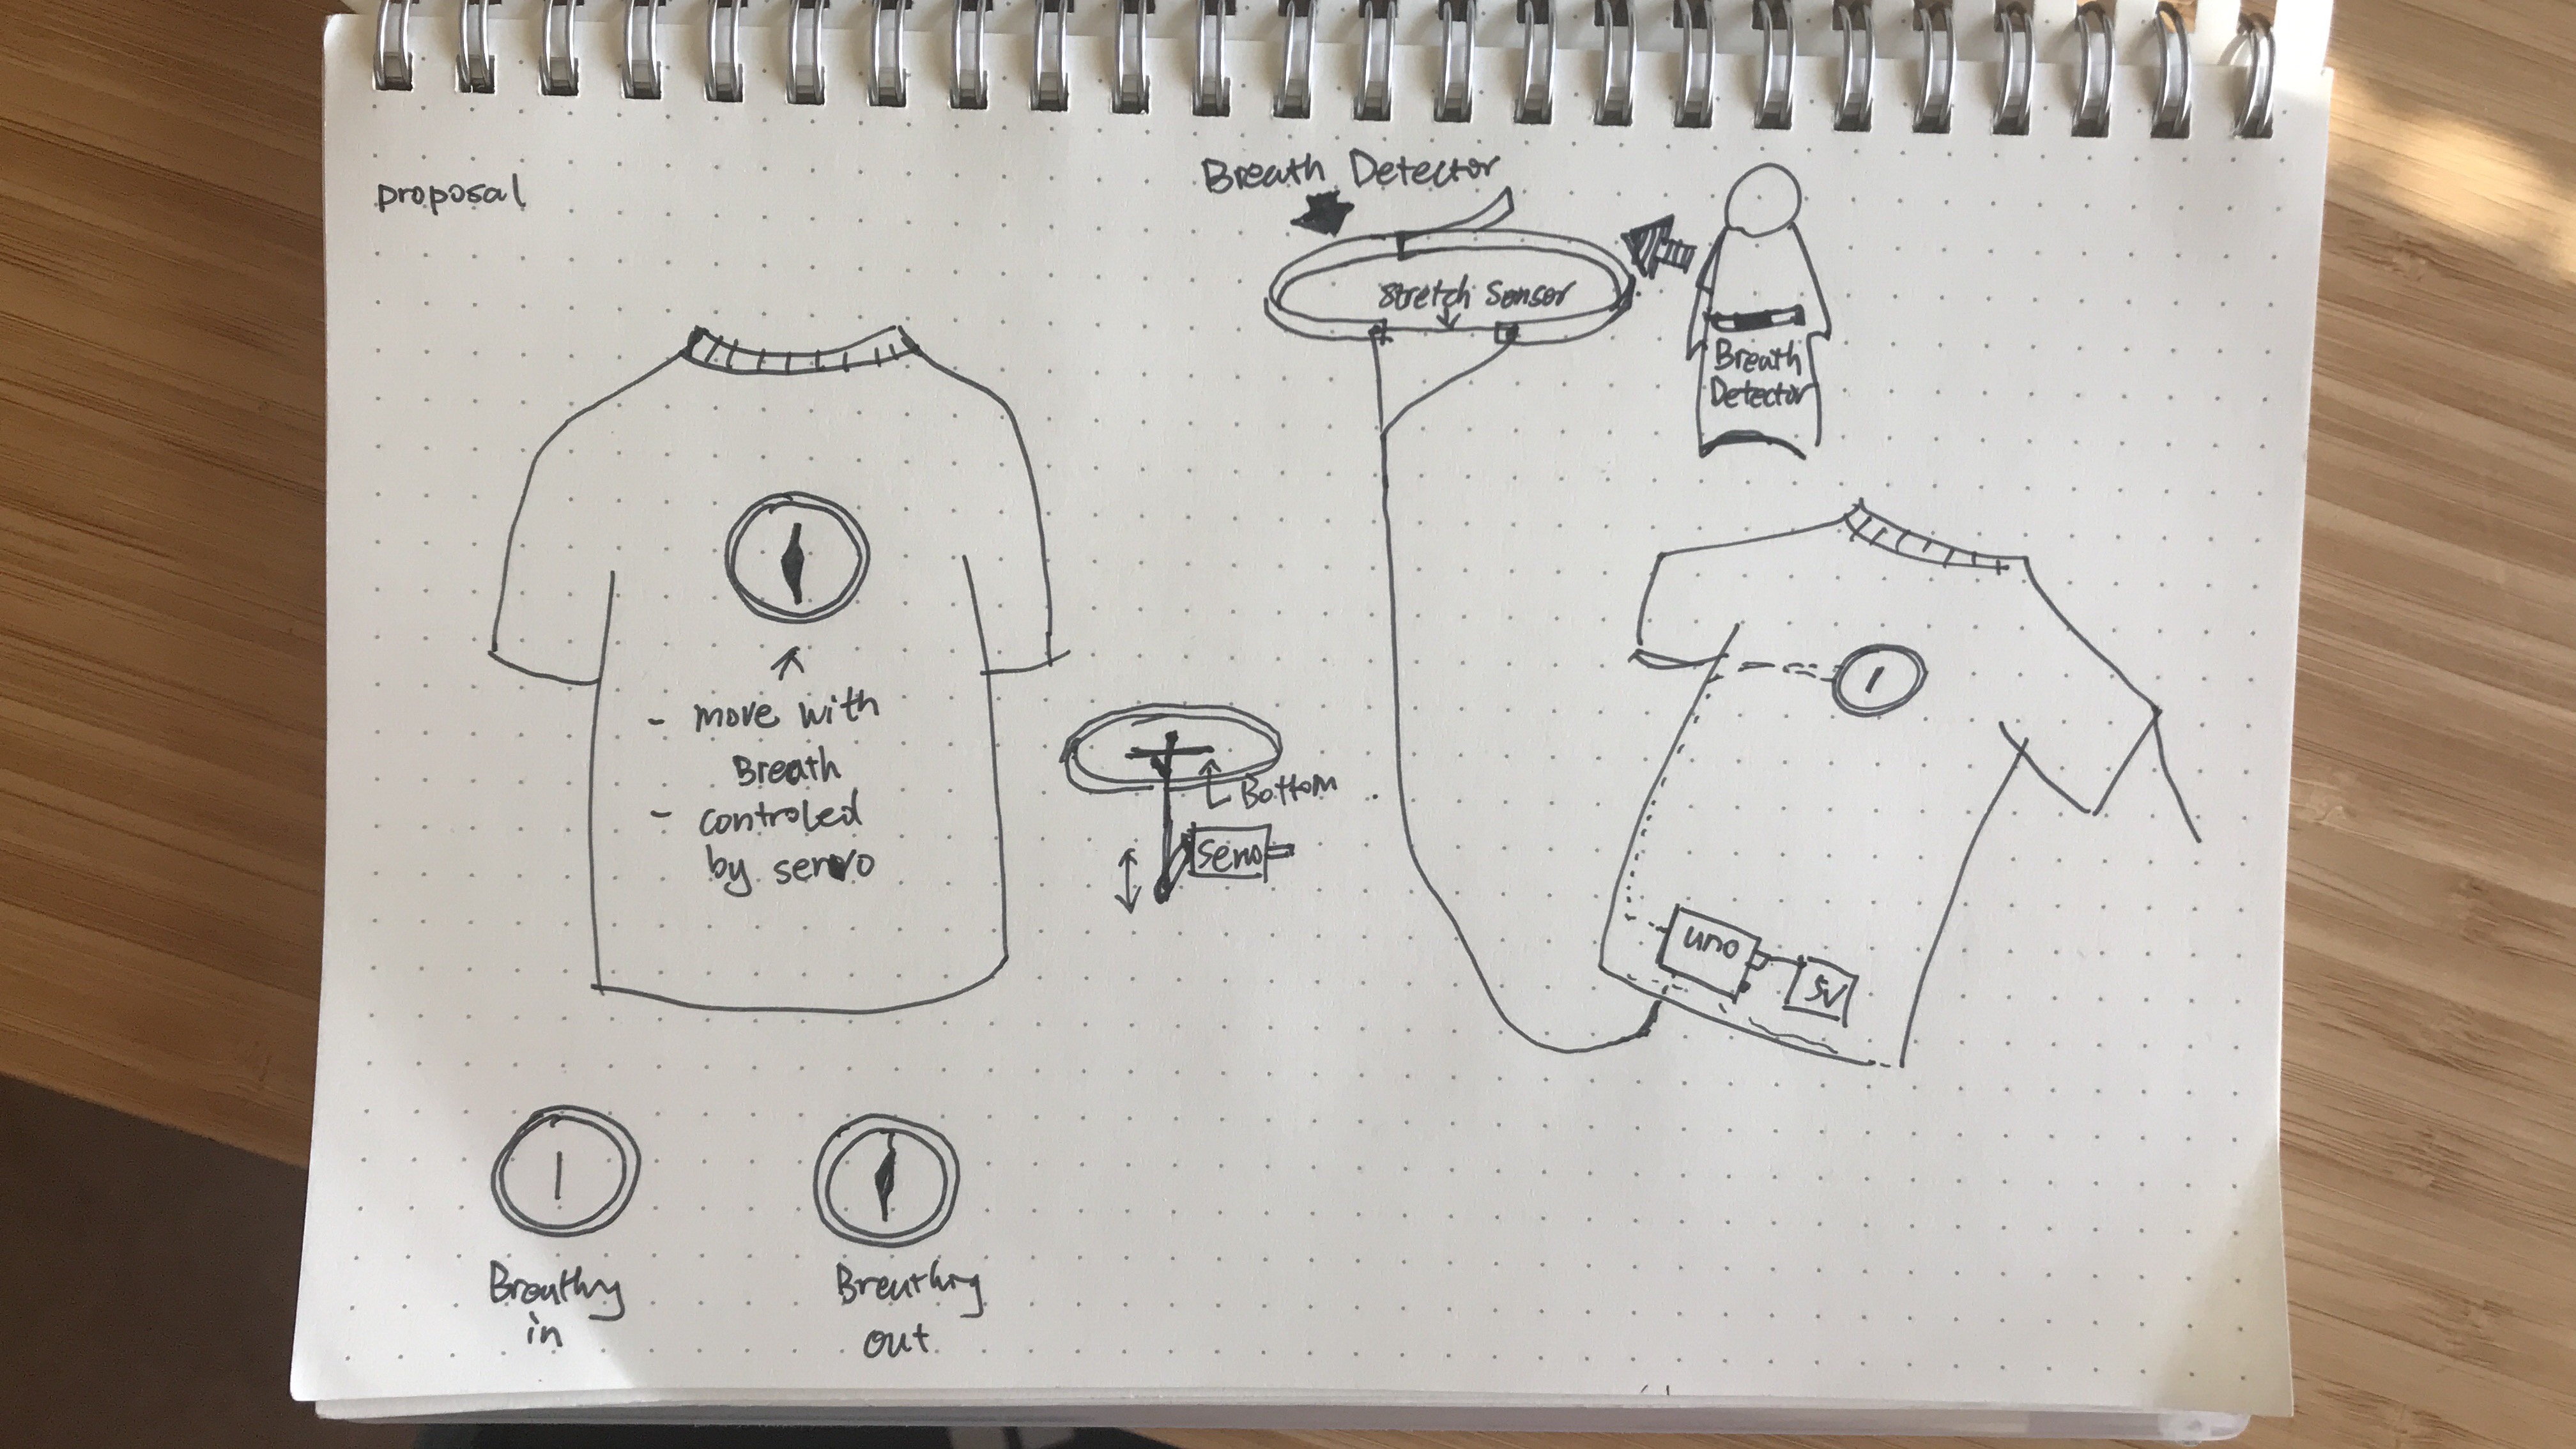 proposal
Breath Detector
Stretch Sensor
Breath
Detector
- move with
Breath
- controled
by servo
Bottom
Servo
uno
5V
Breathing
in
Breathing
out